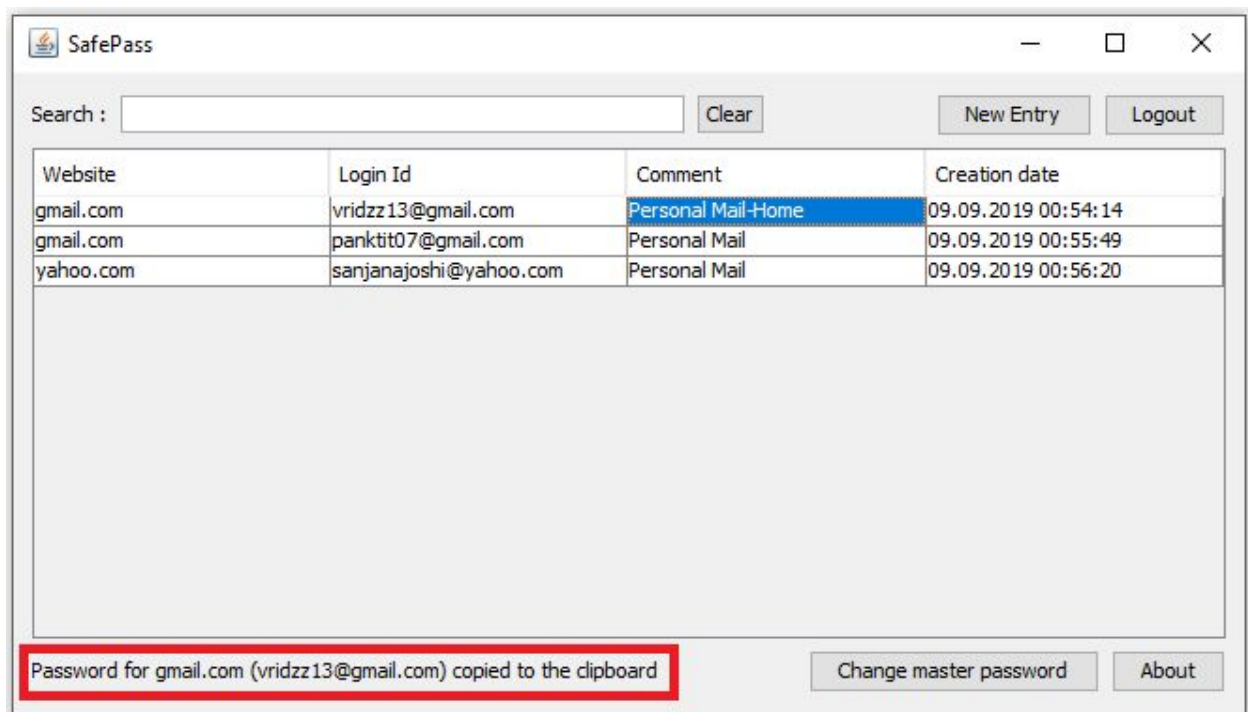 SafePass
Search : Clear New Entry Logout
Website Login Id Comment Creation date
gmail.com vridzz13@gmail.com Personal Mail-Home 09.09.2019 00:54:14
gmail.com panktit07@gmail.com Personal Mail 09.09.2019 00:55:49
yahoo.com sanjanajoshi@yahoo.com Personal Mail 09.09.2019 00:56:20
Password for gmail.com (vridzz13@gmail.com) copied to the clipboard Change master password About